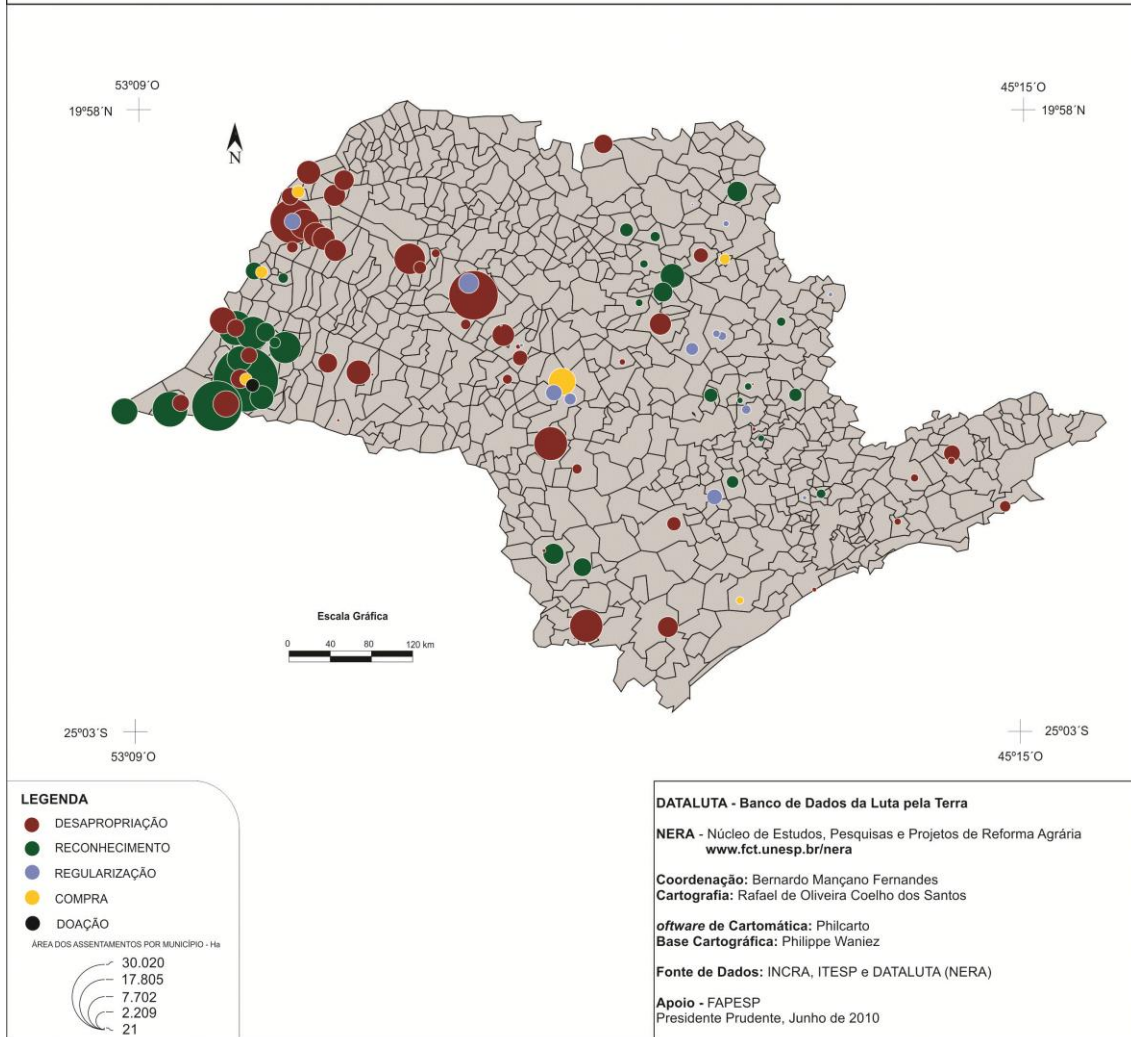 53º09´O
45º15´O
19º58´N
19º58´N
N
Escala Gráfica
0 40 80 120 km
25º03´S
25º03´S
53º09´O
45º15´O
LEGENDA
DESAPROPRIAÇÃO
RECONHECIMENTO
REGULARIZAÇÃO
COMPRA
DOAÇÃO
ÁREA DOS ASSENTAMENTOS POR MUNICÍPIO - Ha
30.020
17.805
7.702
2.209
21
DATALUTA - Banco de Dados da Luta pela Terra
NERA - Núcleo de Estudos, Pesquisas e Projetos de Reforma Agrária
www.fct.unesp.br/nera
Coordenação: Bernardo Mançano Fernandes
Cartografia: Rafael de Oliveira Coelho dos Santos
oftware de Cartomática: Philcarto
Base Cartográfica: Philippe Waniez
Fonte de Dados: INCRA, ITESP e DATALUTA (NERA)
Apoio - FAPESP
Presidente Prudente, Junho de 2010